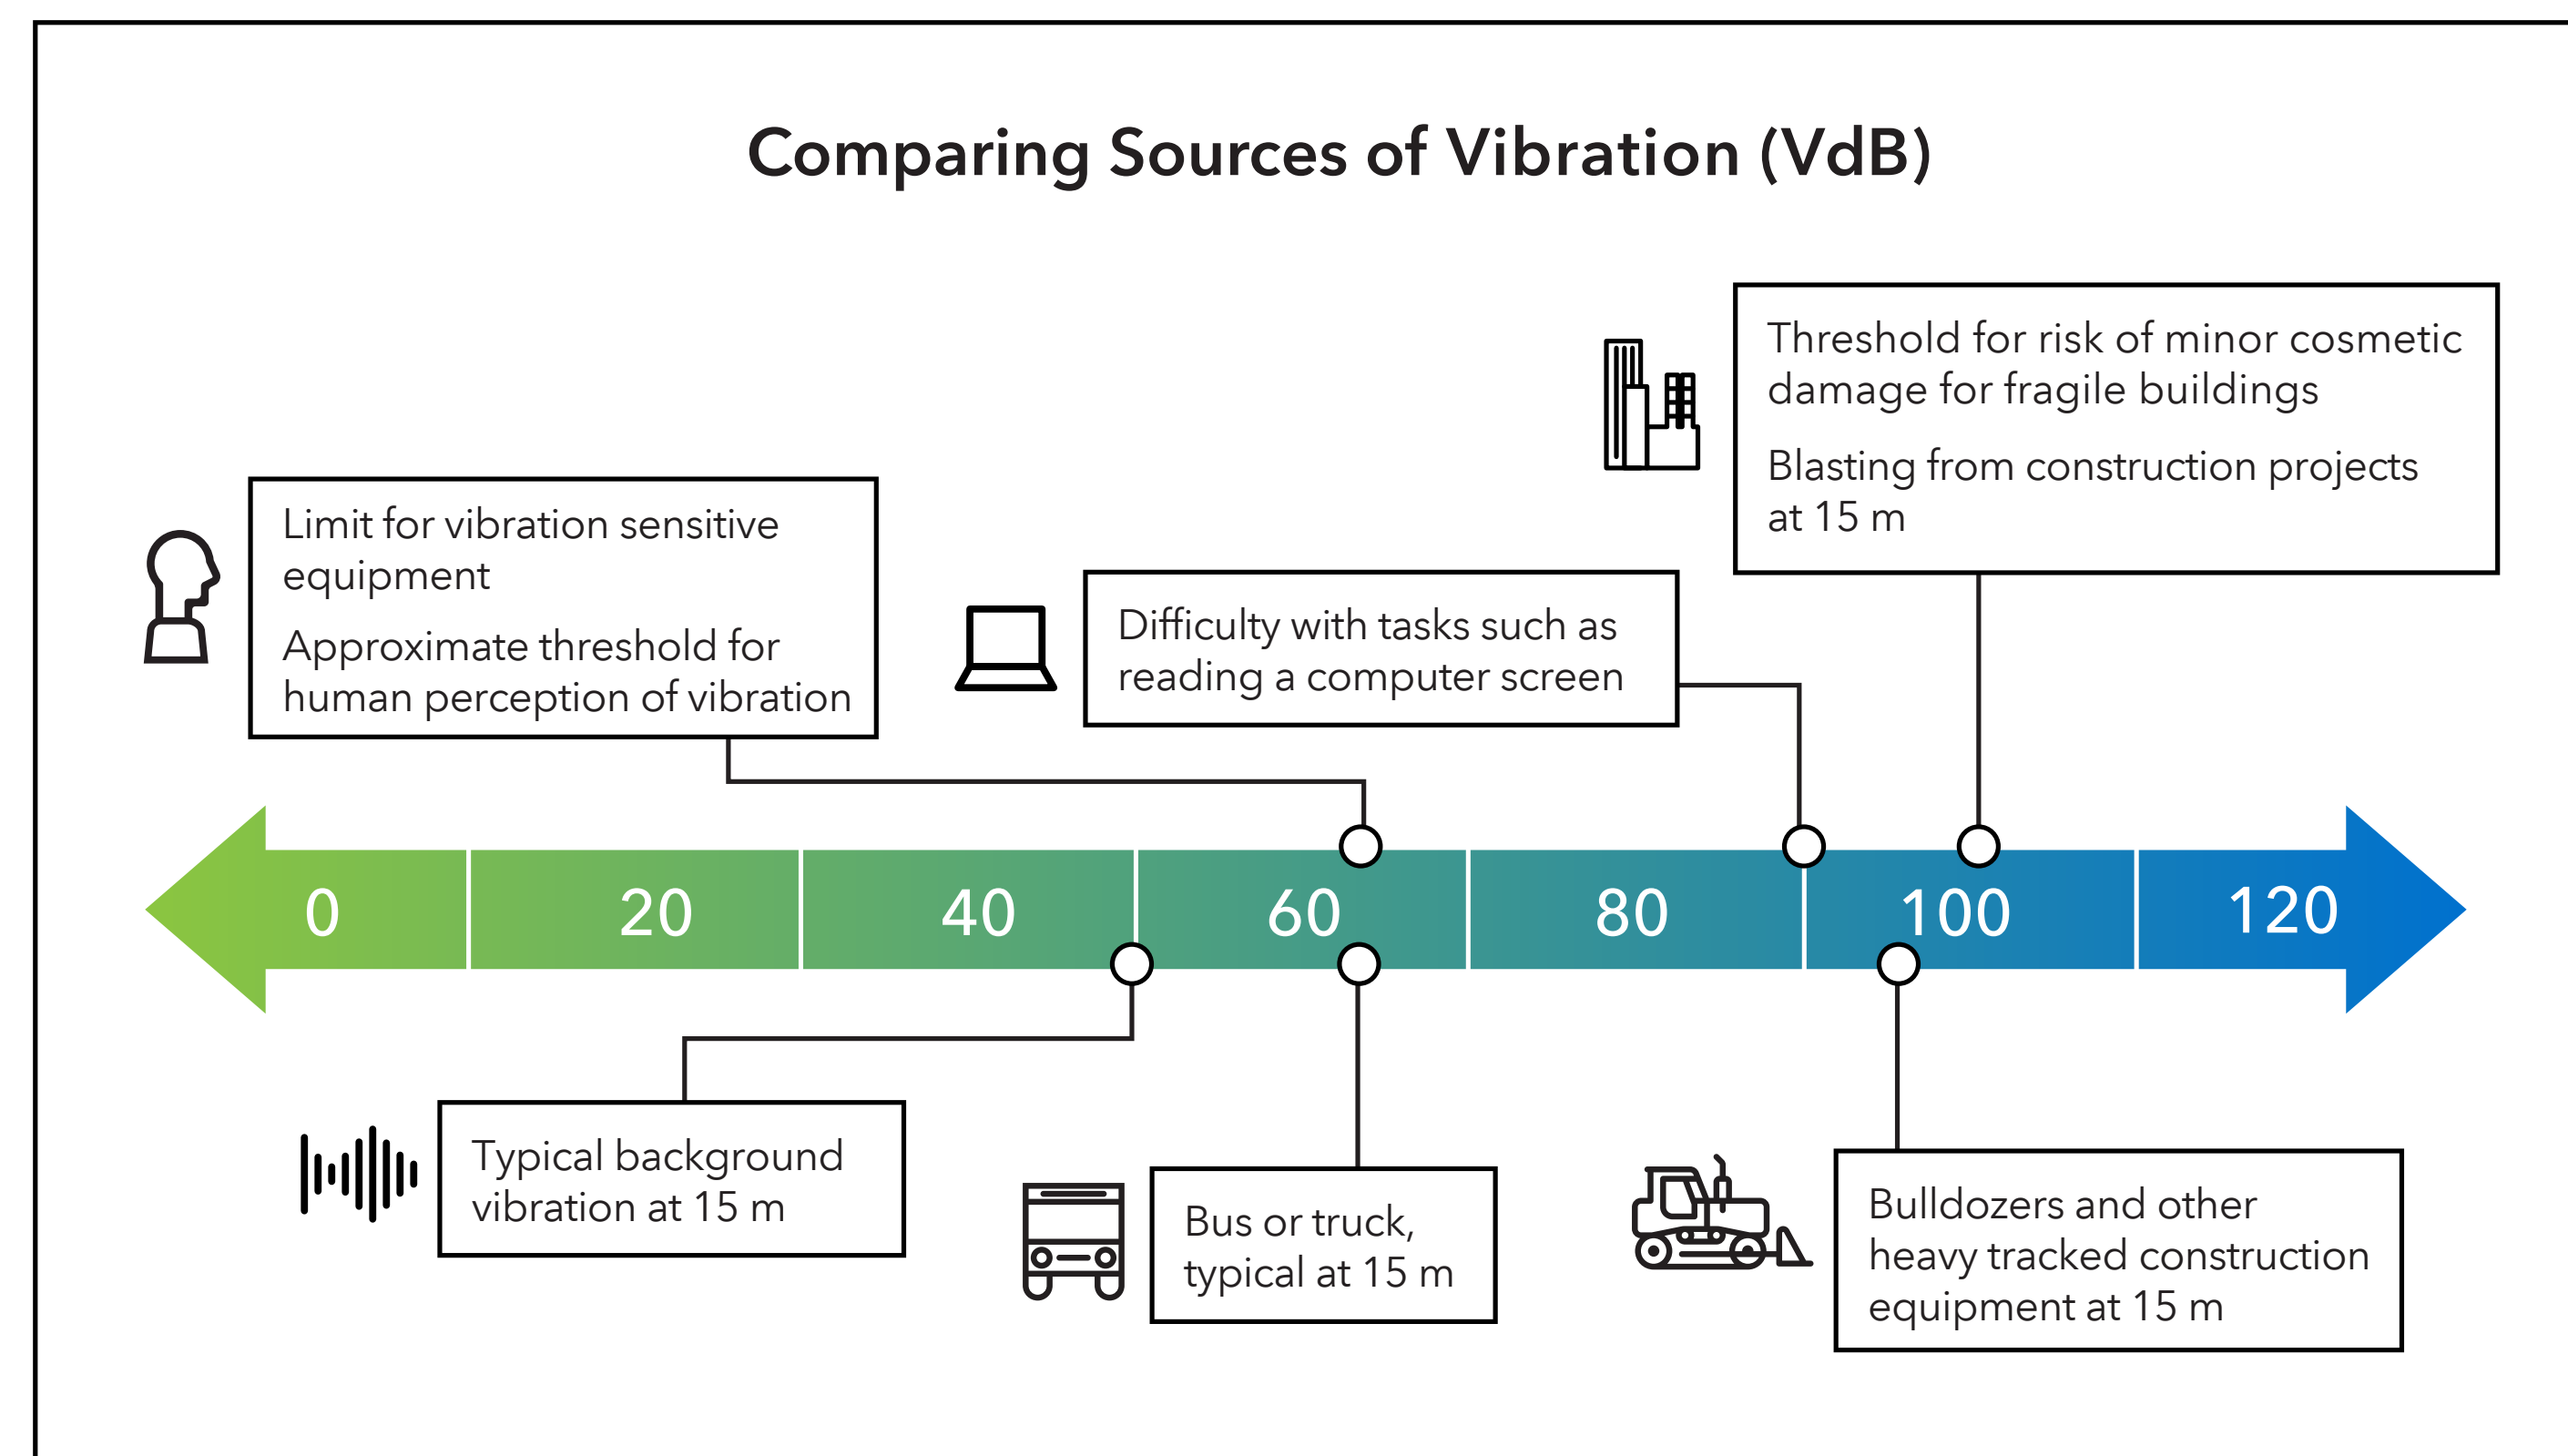 Comparing Sources of Vibration (VdB)
Threshold for risk of minor cosmetic
damage for fragile buildings
Blasting from construction projects
at 15 m
Limit for vibration sensitive
equipment
Approximate threshold for
human perception of vibration
Difficulty with tasks such as
reading a computer screen
0 20 40 60 80 100 120
Typical background
vibration at 15 m
Bus or truck,
typical at 15 m
Bulldozers and other
heavy tracked construction
equipment at 15 m